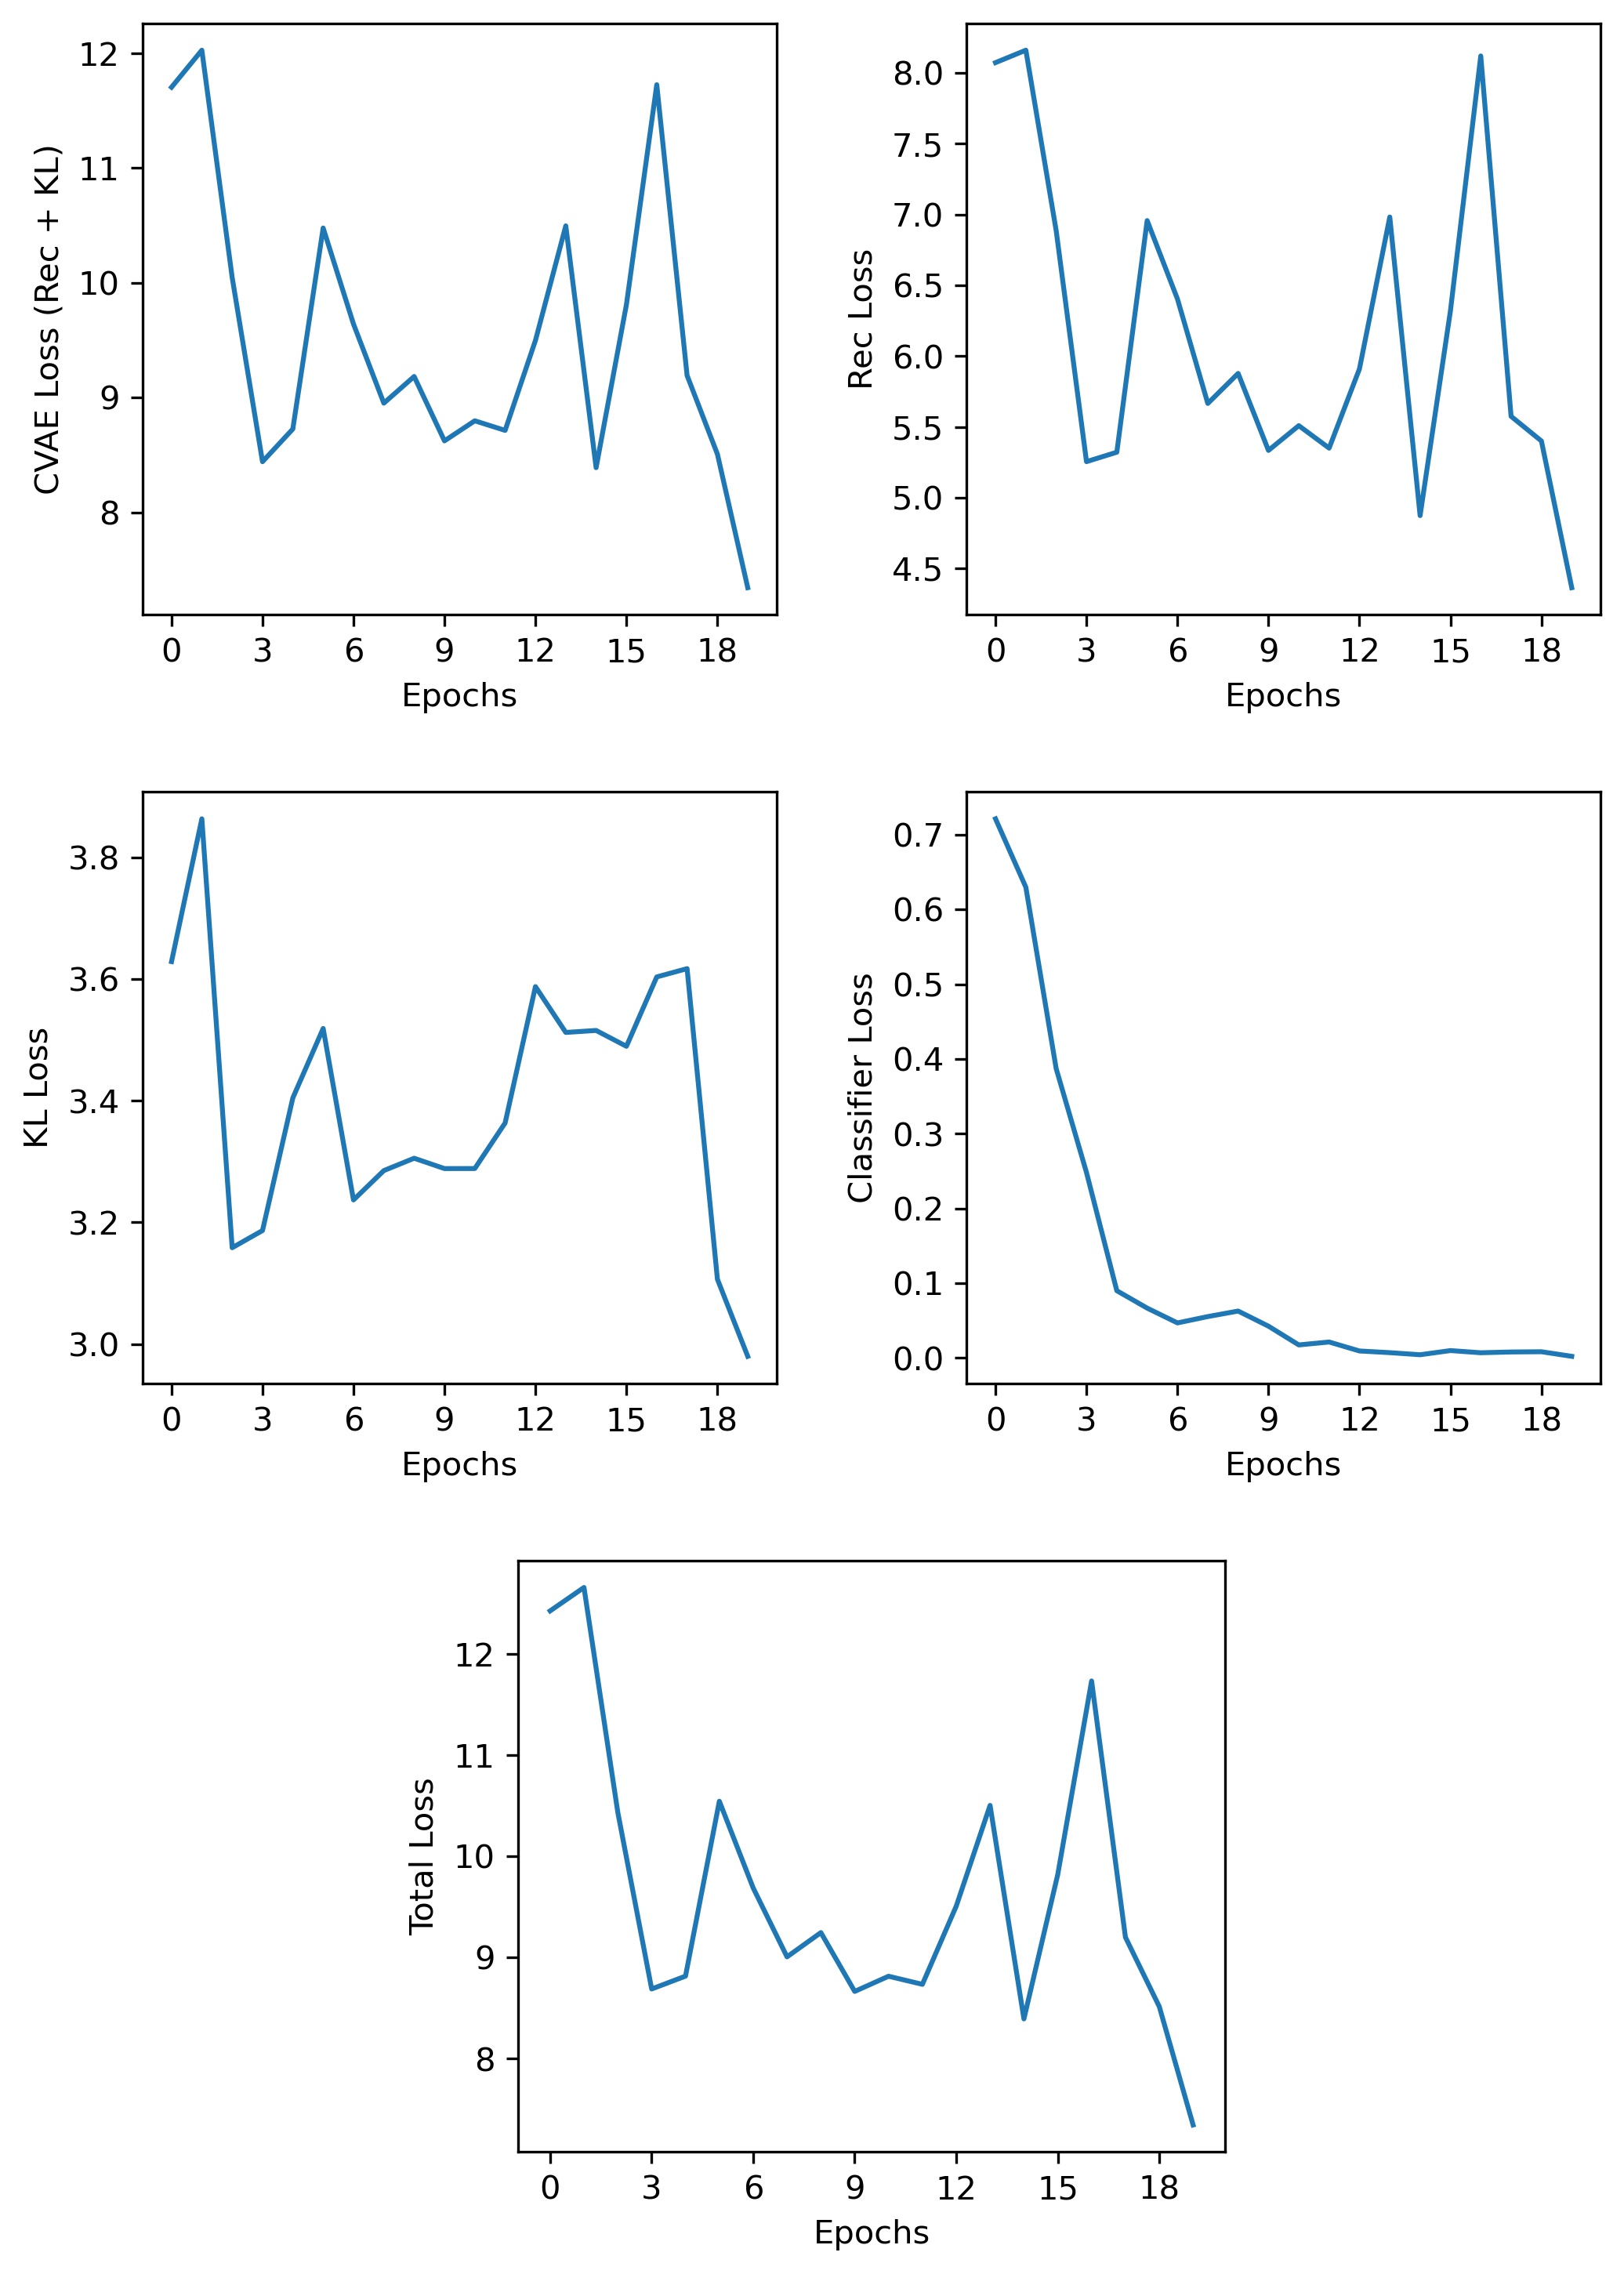 CVAE Loss (Rec + KL)
12
11
10
9
8
0 3 6 9 12 15 18
Epochs
Rec Loss
8.0
7.5
7.0
6.5
6.0
5.5
5.0
4.5
0 3 6 9 12 15 18
Epochs
KL Loss
3.8
3.6
3.4
3.2
3.0
0 3 6 9 12 15 18
Epochs
Classifier Loss
0.7
0.6
0.5
0.4
0.3
0.2
0.1
0.0
0 3 6 9 12 15 18
Epochs
Total Loss
12
11
10
9
8
0 3 6 9 12 15 18
Epochs